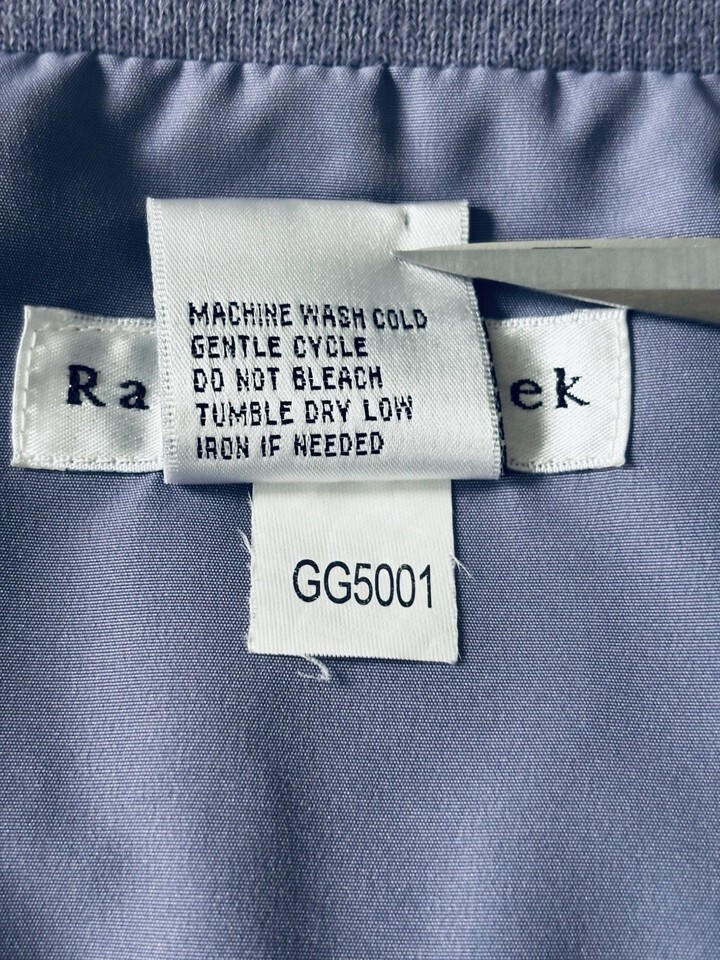 MACHINE WASH COLD
GENTLE CYCLE
DO NOT BLEACH
TUMBLE DRY LOW
IRON IF NEEDED
Ra ek
GG5001